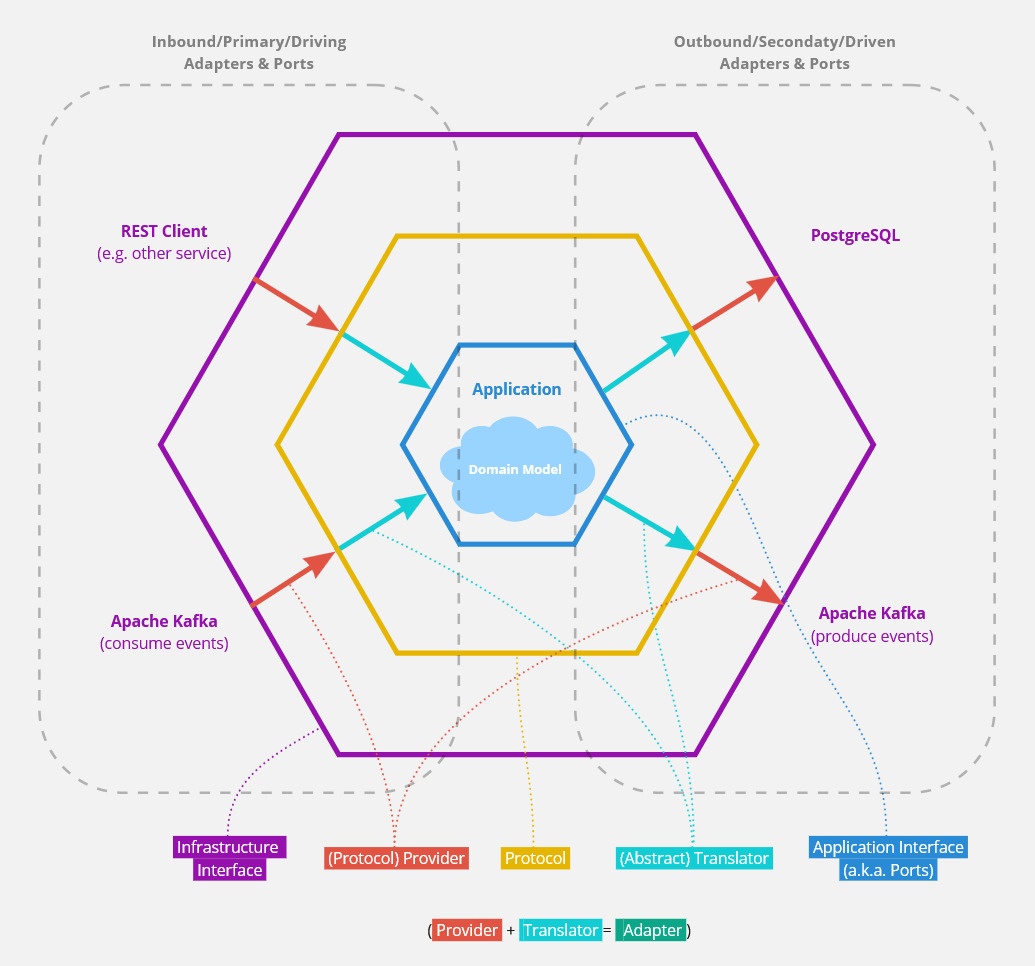 Inbound/Primary/Driving
Adapters & Ports
Outbound/Secondaty/Driven
Adapters & Ports
REST Client
(e.g. other service)
PostgreSQL
Application
Domain Model
Apache Kafka
(consume events)
Apache Kafka
(produce events)
Infrastructure
Interface
(Protocol) Provider
Protocol
(Abstract) Translator
Application Interface
(a.k.a. Ports)
(Provider + Translator = Adapter)